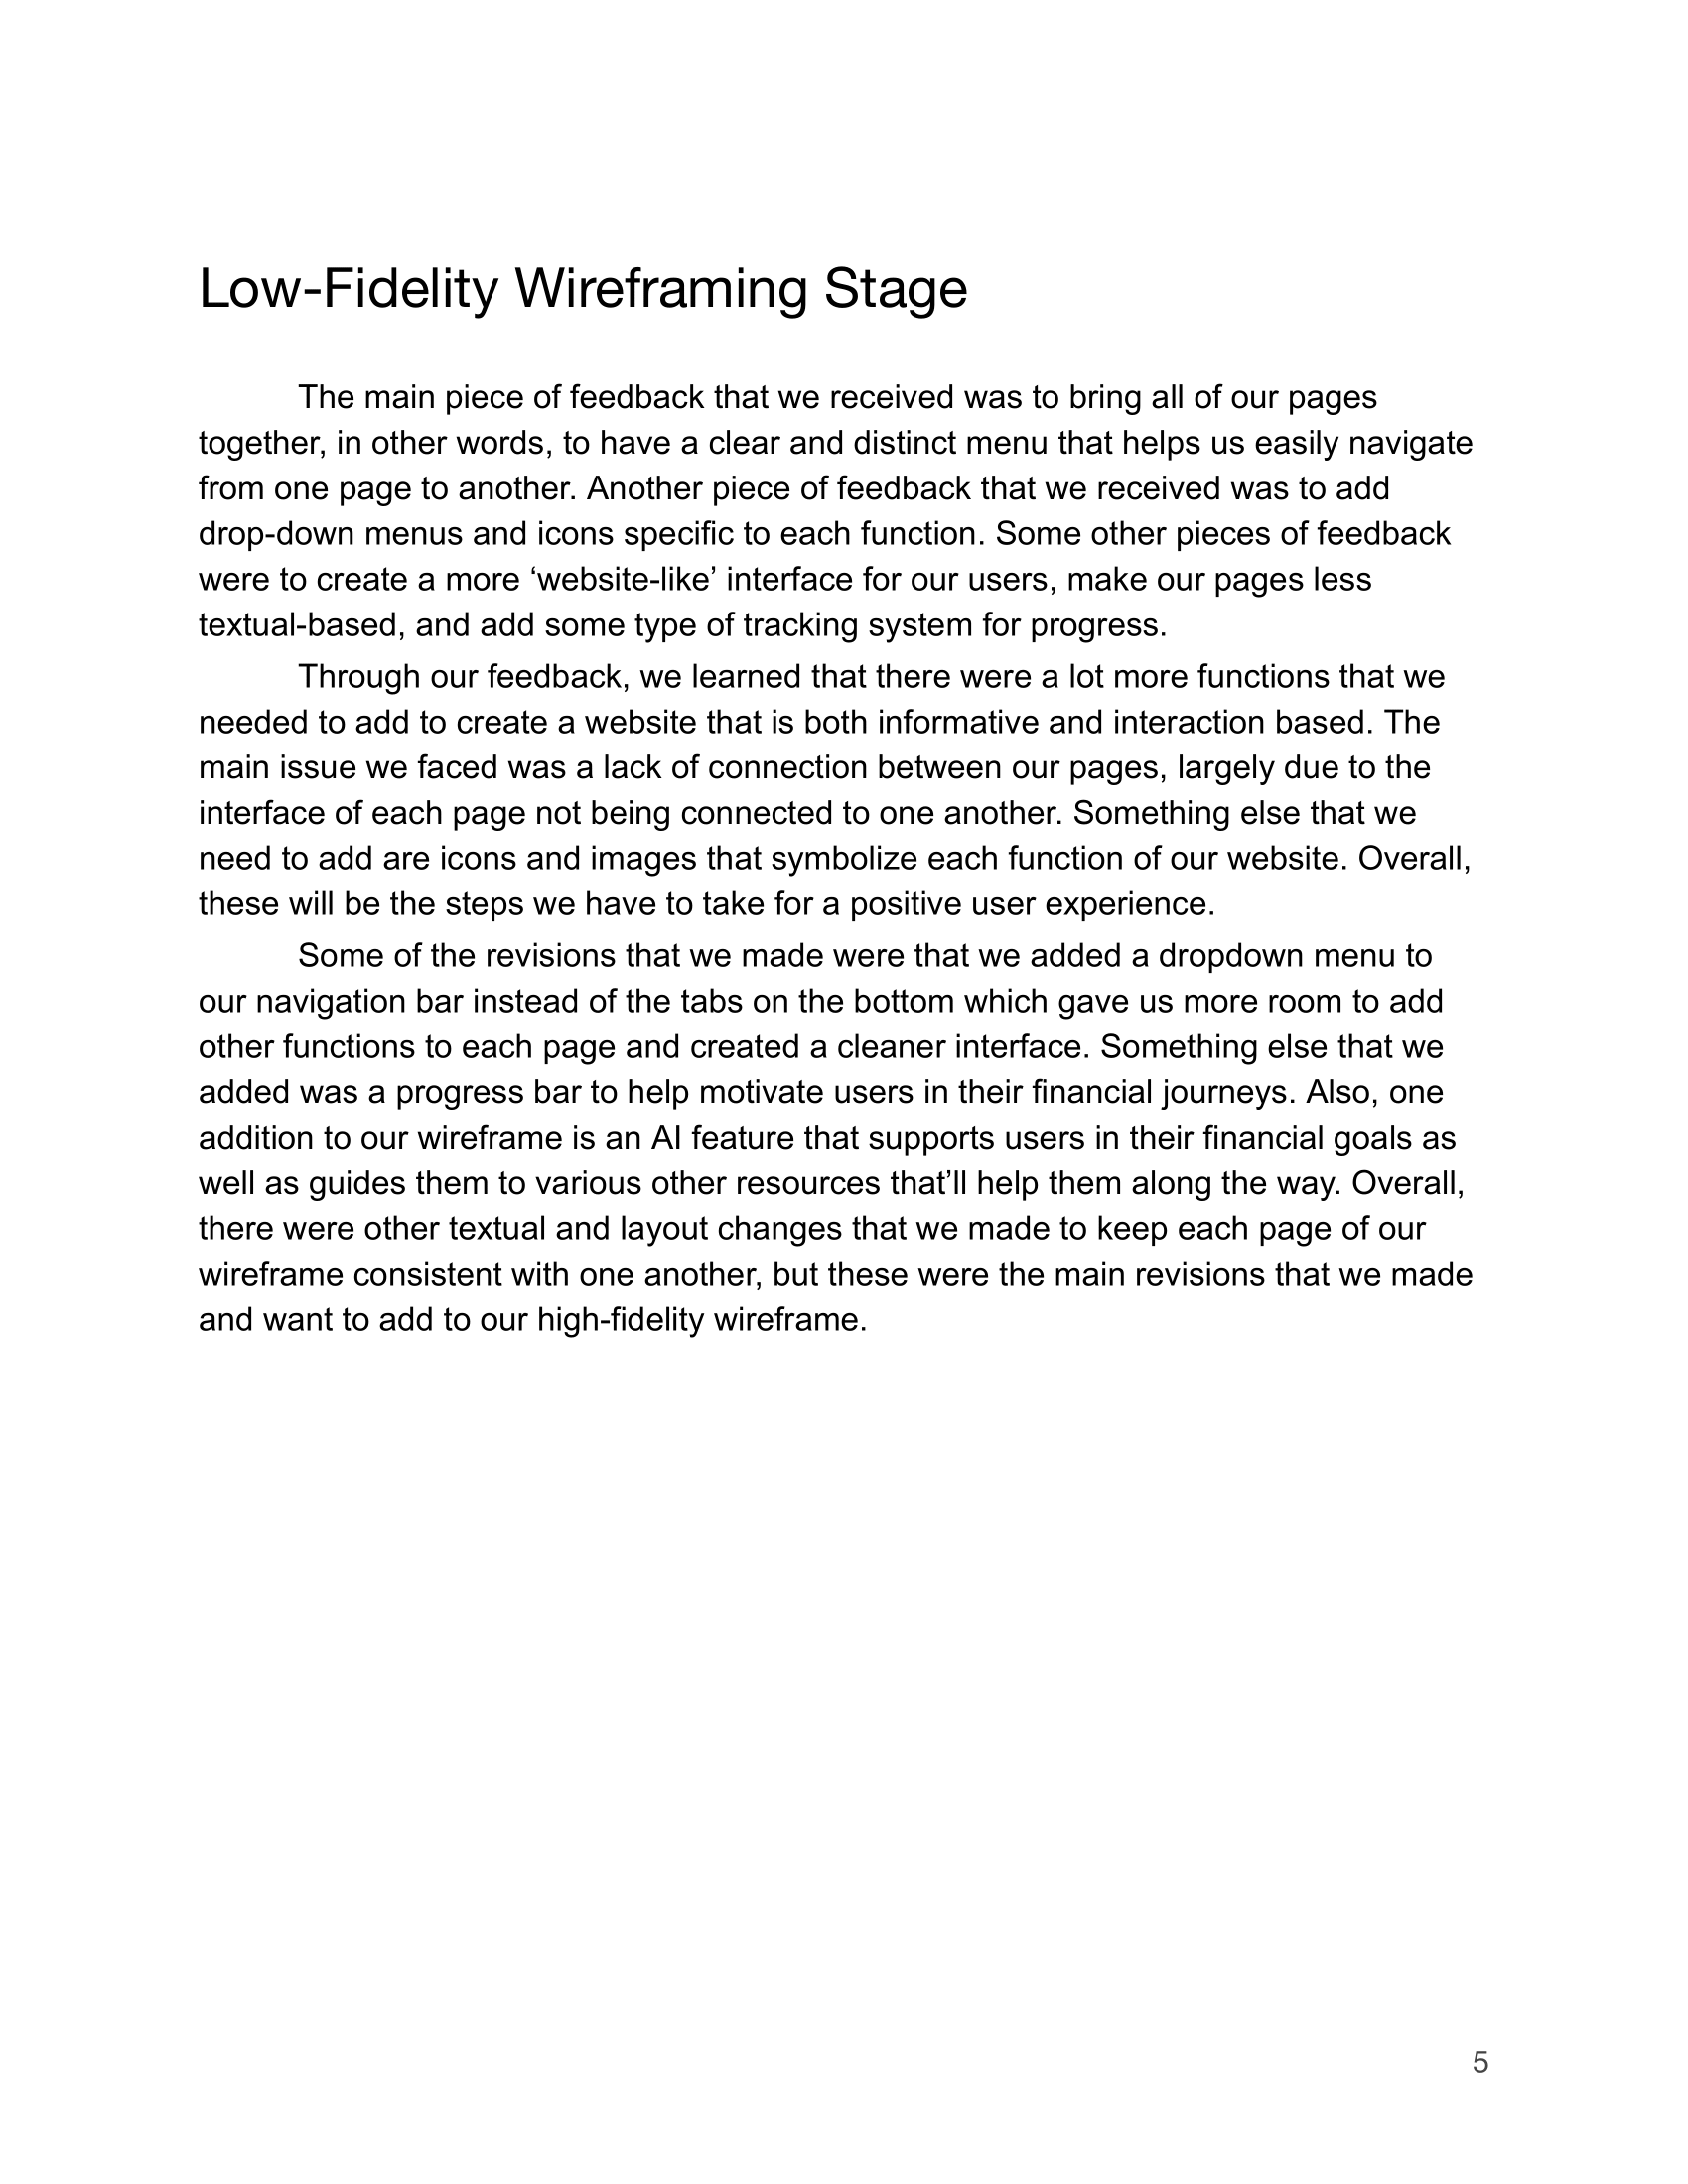 Low-Fidelity Wireframing Stage
The main piece of feedback that we received was to bring all of our pages
together, in other words, to have a clear and distinct menu that helps us easily navigate
from one page to another. Another piece of feedback that we received was to add
drop-down menus and icons specific to each function. Some other pieces of feedback
were to create a more ‘website-like’ interface for our users, make our pages less
textual-based, and add some type of tracking system for progress.
Through our feedback, we learned that there were a lot more functions that we
needed to add to create a website that is both informative and interaction based. The
main issue we faced was a lack of connection between our pages, largely due to the
interface of each page not being connected to one another. Something else that we
need to add are icons and images that symbolize each function of our website. Overall,
these will be the steps we have to take for a positive user experience.
Some of the revisions that we made were that we added a dropdown menu to
our navigation bar instead of the tabs on the bottom which gave us more room to add
other functions to each page and created a cleaner interface. Something else that we
added was a progress bar to help motivate users in their financial journeys. Also, one
addition to our wireframe is an AI feature that supports users in their financial goals as
well as guides them to various other resources that’ll help them along the way. Overall,
there were other textual and layout changes that we made to keep each page of our
wireframe consistent with one another, but these were the main revisions that we made
and want to add to our high-fidelity wireframe.
5